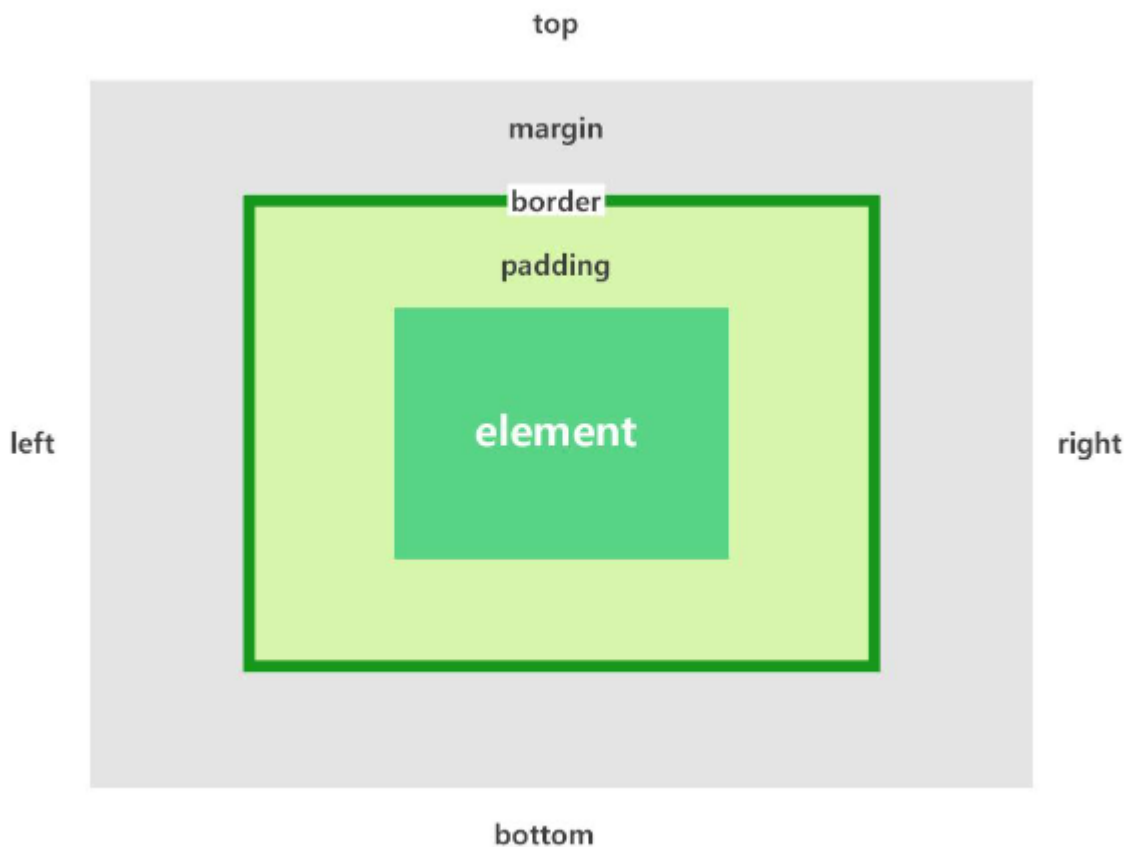 top
margin
border
padding
element
left
right
bottom